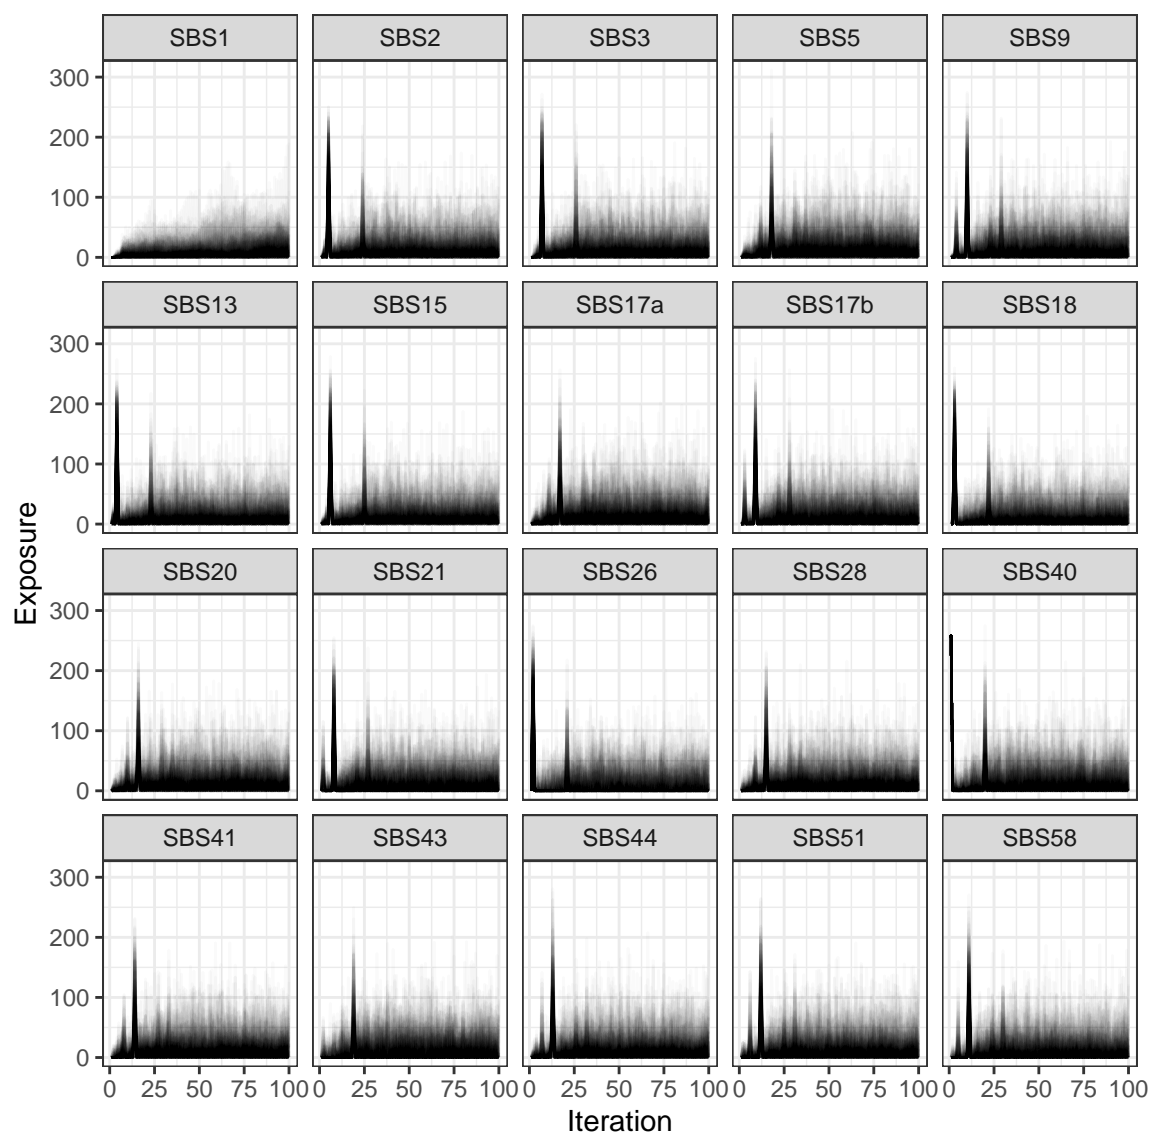 SBS1 SBS2 SBS3 SBS5 SBS9
300
200
100
0
SBS13 SBS15 SBS17a SBS17b SBS18
300
200
100
0
SBS20 SBS21 SBS26 SBS28 SBS40
300
200
100
0
SBS41 SBS43 SBS44 SBS51 SBS58
300
200
100
0
0 25 50 75 100 0 25 50 75 100 0 25 50 75 100 0 25 50 75 100 0 25 50 75 100
Iteration
Exposure